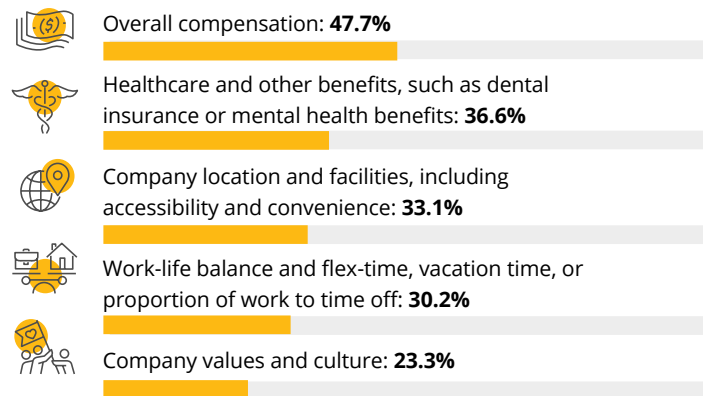 ($)
Overall compensation: 47.7%
Healthcare and other benefits, such as dental
insurance or mental health benefits: 36.6%
Company location and facilities, including
accessibility and convenience: 33.1%
Work-life balance and flex-time, vacation time, or
proportion of work to time off: 30.2%
Company values and culture: 23.3%